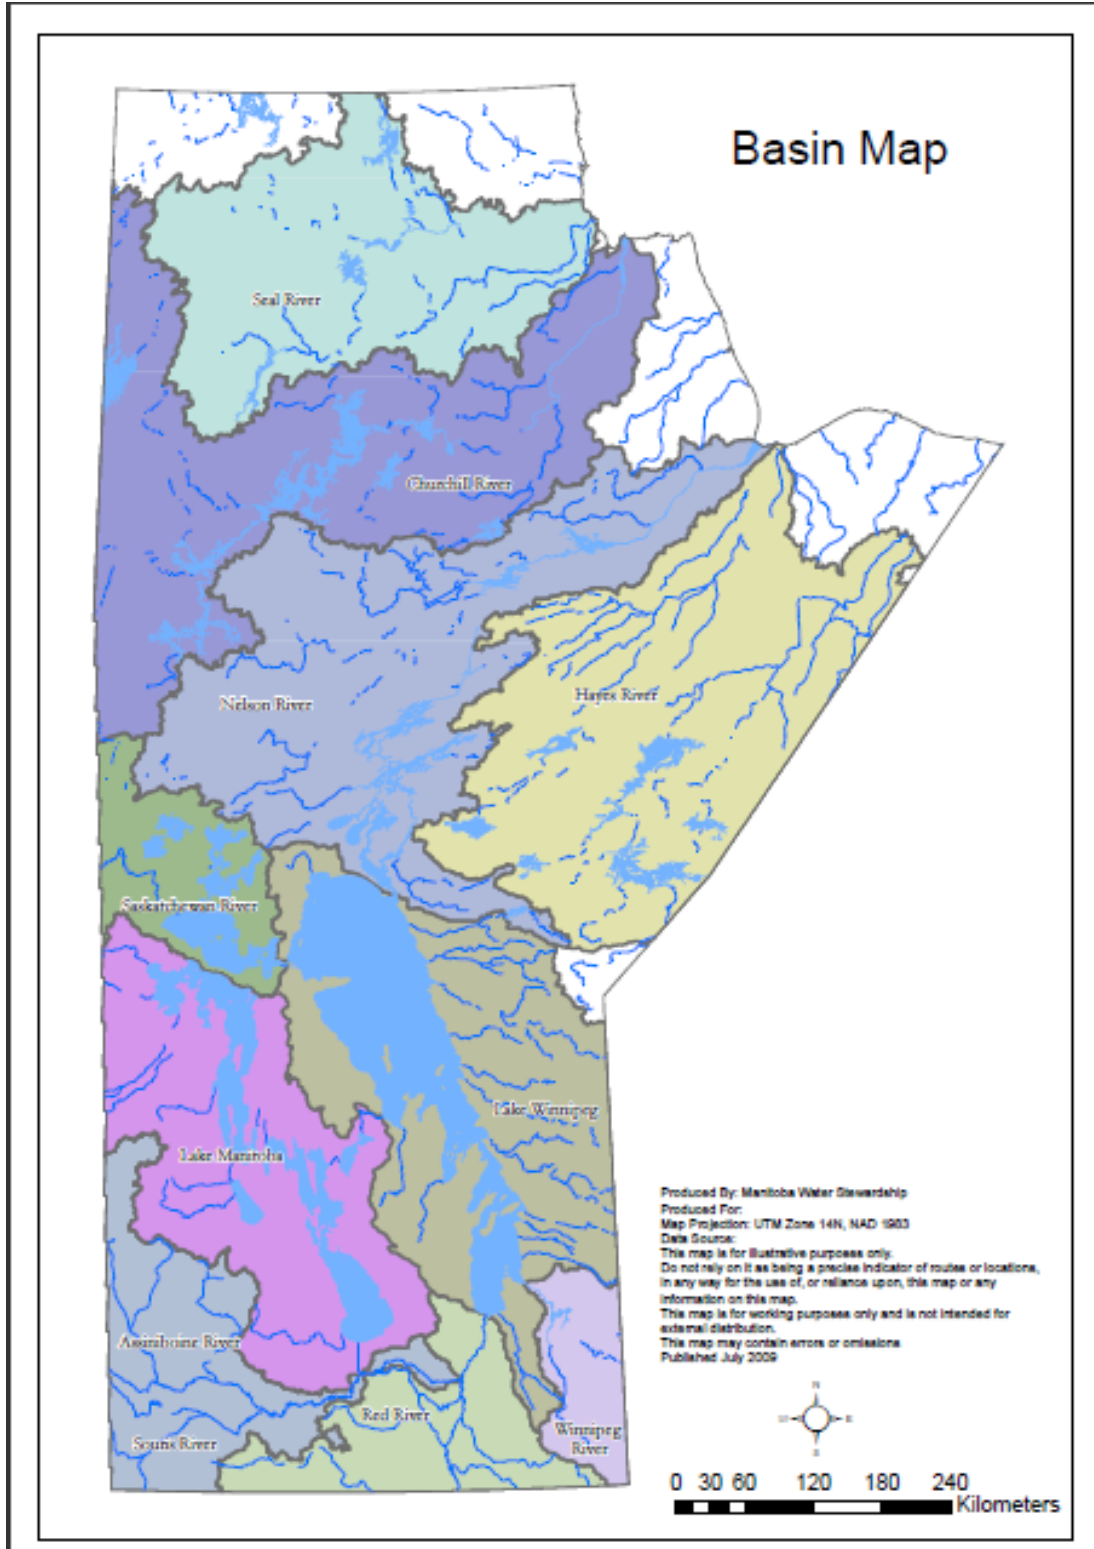 Basin Map
Seal River
Churchill River
Nelson River
Hayes River
Saskatchewan River
Lake Winnipeg
Lake Manitoba
Assiniboine River
Red River
Souris River
Winnipeg
River
Produced By: Manitoba Water Stewardship
Produced For:
Map Projection: UTM Zone 14N, NAD 1983
Data Source:
This map is for illustrative purposes only.
Do not rely on it as being a precise indicator of routes or locations,
in any way for the use of, or reliance upon, this map or any
information on this map.
This map is for working purposes only and is not intended for
external distribution.
This map may contain errors or omissions
Published July 2009
N
W E
S
0 30 60 120 180 240
Kilometers